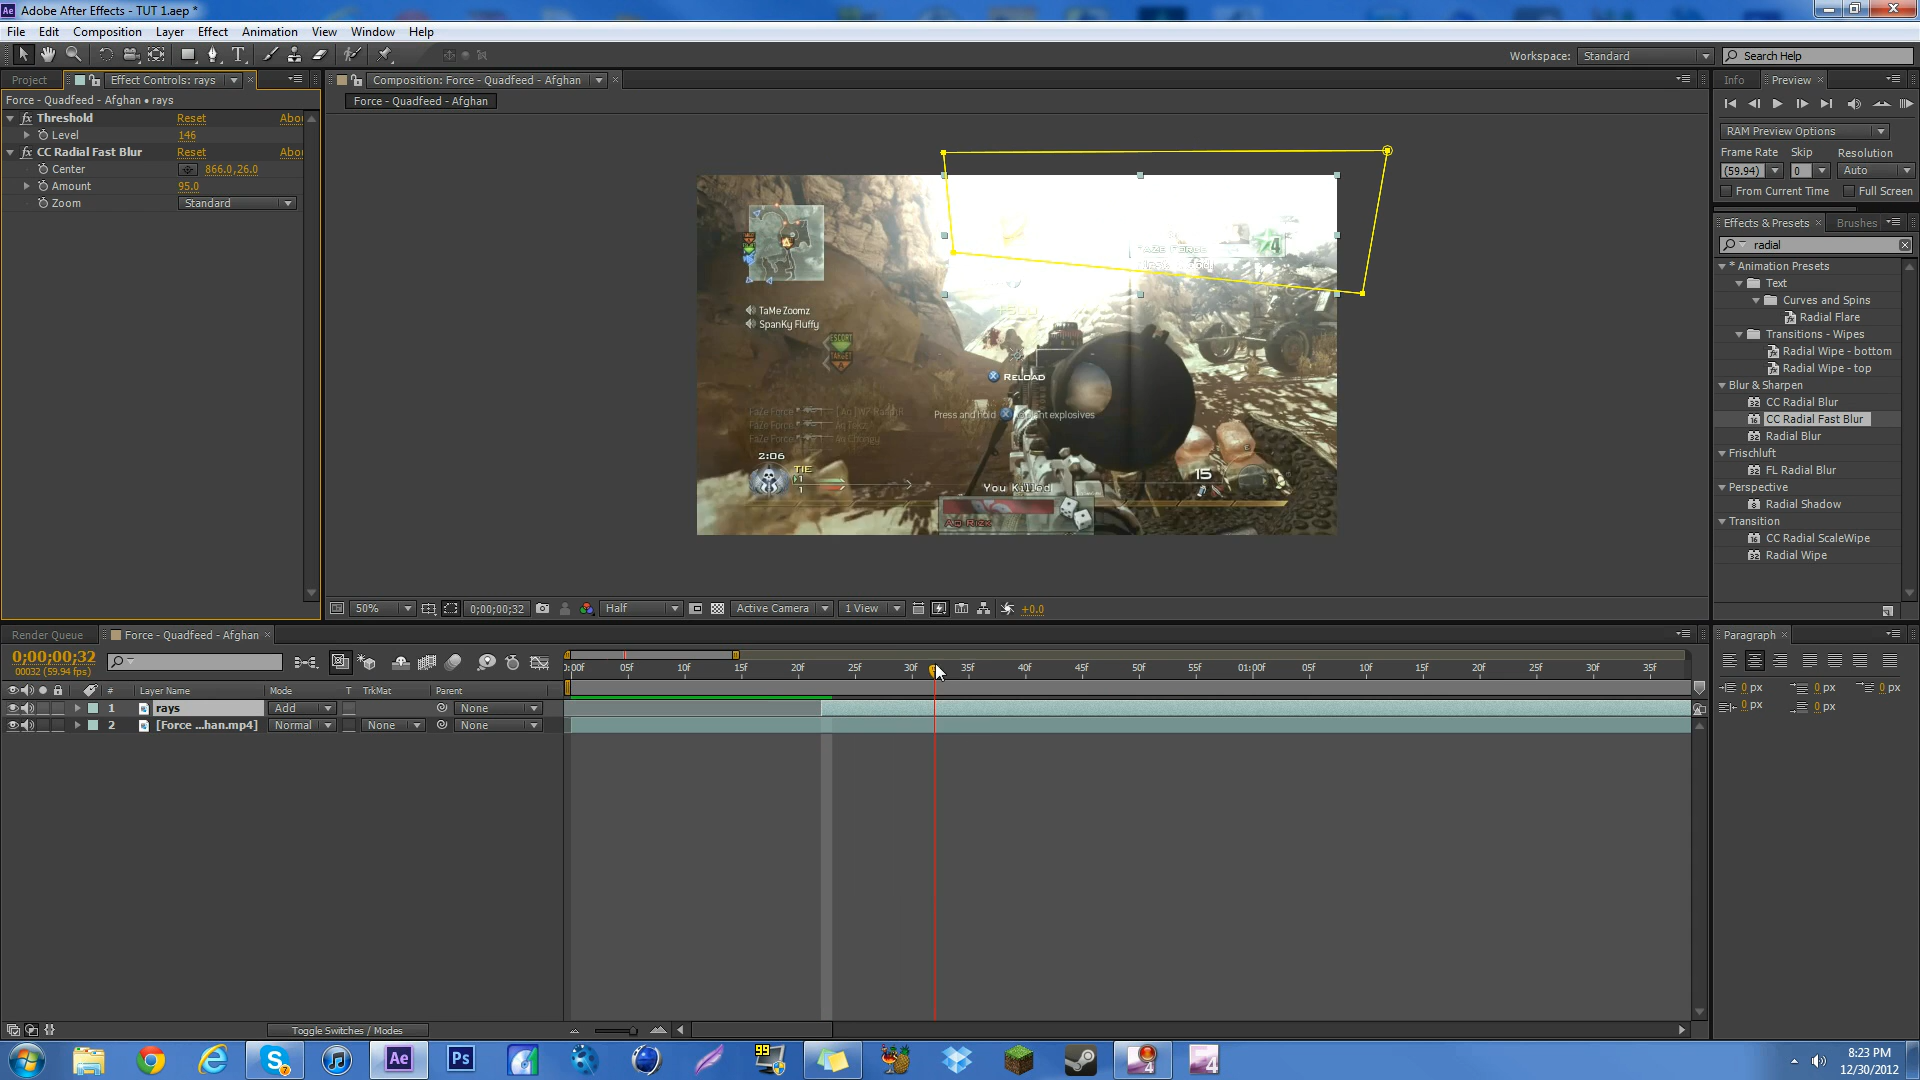 Adobe After Effects - TUT 1.aep *
File Edit Composition Layer Effect Animation View Window Help
Workspace: Standard Search Help
Project Effect Controls: rays
Force - Quadfeed - Afghan • rays
Threshold Reset Abou
Level 146
CC Radial Fast Blur Reset Abou
Center 866.0,26.0
Amount 95.0
Zoom Standard
Composition: Force - Quadfeed - Afghan
Force - Quadfeed - Afghan
TaMe Zoomz
SpanKy Fluffy
Reload
Press and hold
explosives
2:06
TIE
1
1
You Killed
15
4
50% 0;00;00;32 Half Active Camera 1 View +0.0
Info Preview
RAM Preview Options
Frame Rate Skip Resolution
(59.94) 0 Auto
From Current Time Full Screen
Effects & Presets Brushes
radial
* Animation Presets
Text
Curves and Spins
Radial Flare
Transitions - Wipes
Radial Wipe - bottom
Radial Wipe - top
Blur & Sharpen
CC Radial Blur
CC Radial Fast Blur
Radial Blur
Frischluft
FL Radial Blur
Perspective
Radial Shadow
Transition
CC Radial ScaleWipe
Radial Wipe
Render Queue Force - Quadfeed - Afghan
0;00;00;32
00032 (59.94 fps)
0:00f 05f 10f 15f 20f 25f 30f 35f 40f 45f 50f 55f 01:00f 05f 10f 15f 20f 25f 30f 35f
# Layer Name Mode T TrkMat Parent
1 rays Add None
2 [Force ...han.mp4] Normal None None
Toggle Switches / Modes
Paragraph
0 px 0 px 0 px
0 px 0 px
8:23 PM
12/30/2012